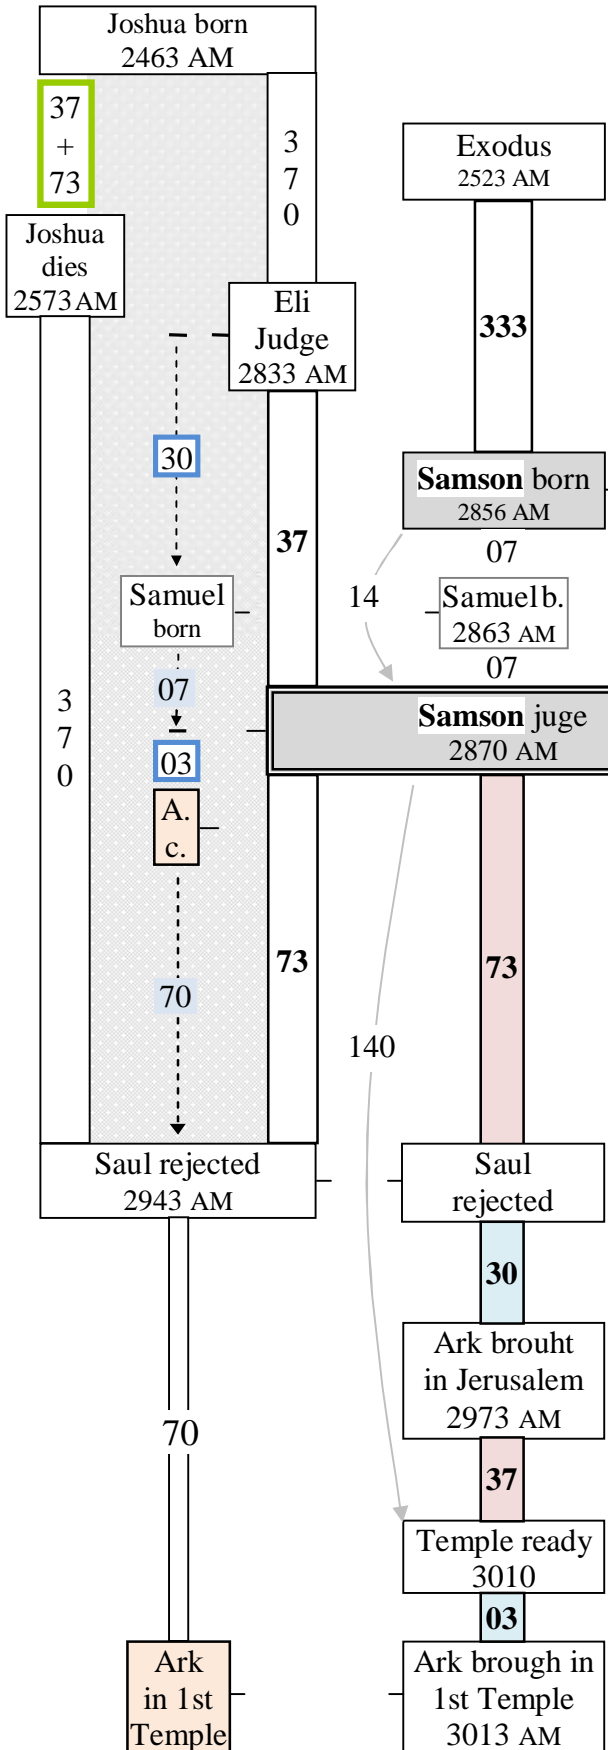 Joshua born
2463 AM
37
+
73
3
7
0
Exodus
2523 AM
Joshua
dies
2573 AM
Eli
Judge
2833 AM
333
30
37
Samson born
2856 AM
07
14
Samuel
born
Samuel b.
2863 AM
07
07
3
7
0
03
Samson juge
2870 AM
A.
c.
73
73
70
140
Saul rejected
2943 AM
Saul
rejected
30
Ark brouht
in Jerusalem
2973 AM
70
37
Temple ready
3010
03
Ark
in 1st
Temple
Ark brough in
1st Temple
3013 AM